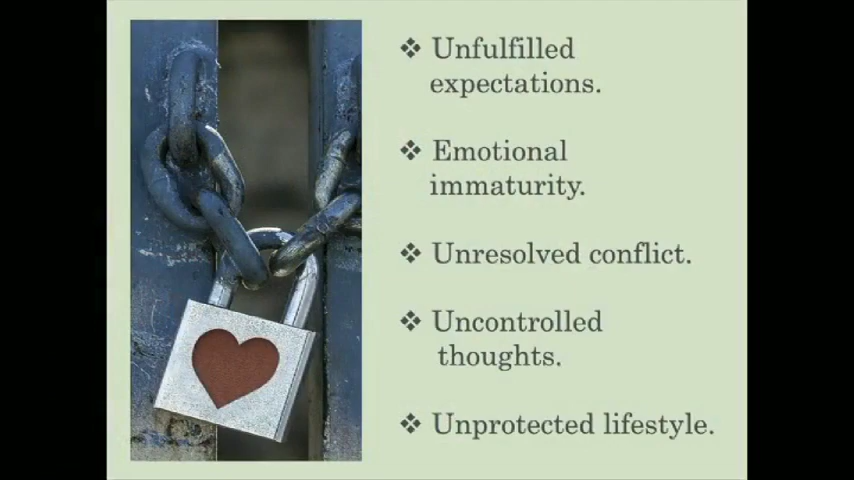 ❖ Unfulfilled
expectations.
❖ Emotional
immaturity.
❖ Unresolved conflict.
❖ Uncontrolled
thoughts.
❖ Unprotected lifestyle.